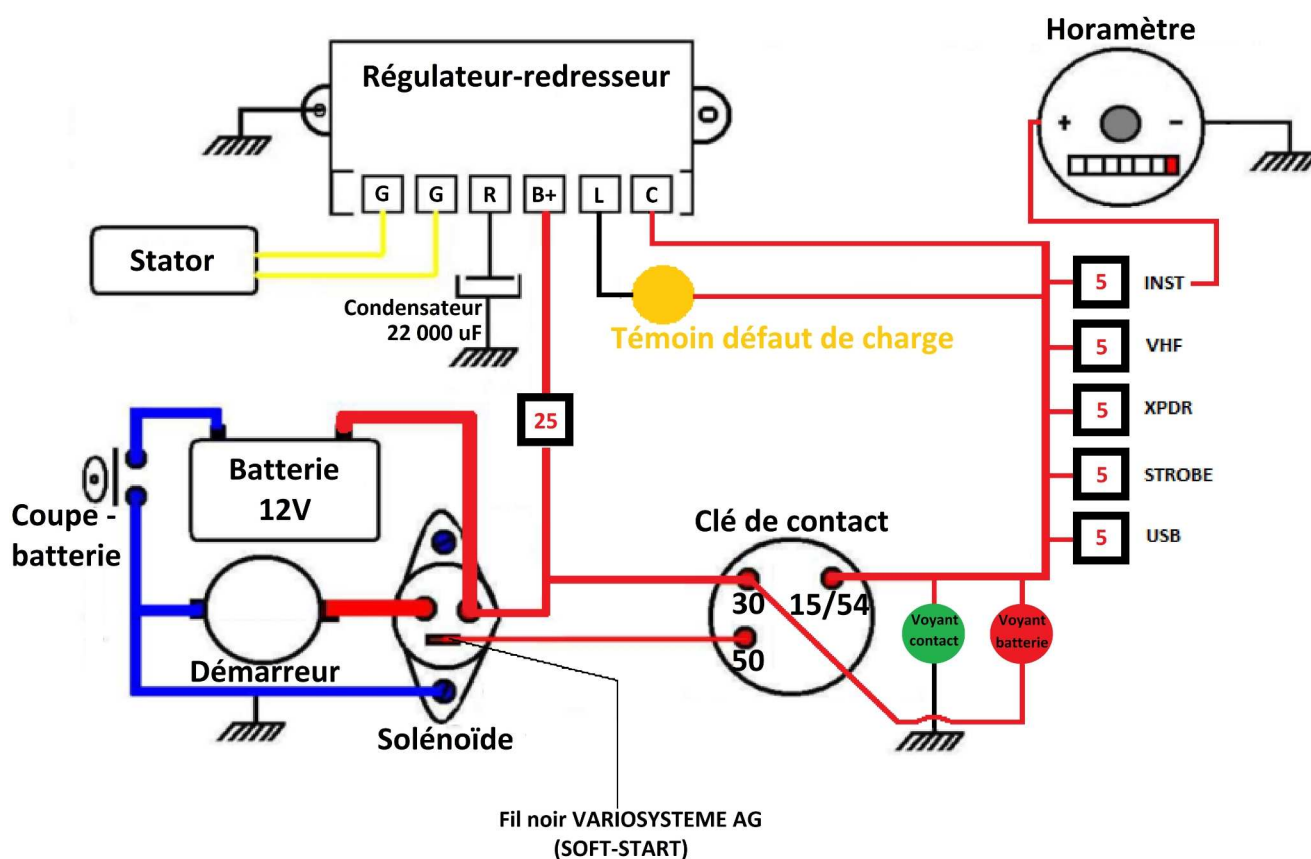 Horamètre
+ -
Régulateur-redresseur
G G R B+ L C
Stator
Condensateur
22 000 uF
Témoin défaut de charge
5 INST
5 VHF
5 XPDR
5 STROBE
5 USB
25
Batterie
12V
Coupe -
batterie
Démarreur
Solénoïde
Clé de contact
30 15/54
50
Voyant
contact
Voyant
batterie
Fil noir VARIOSYSTEME AG
(SOFT-START)